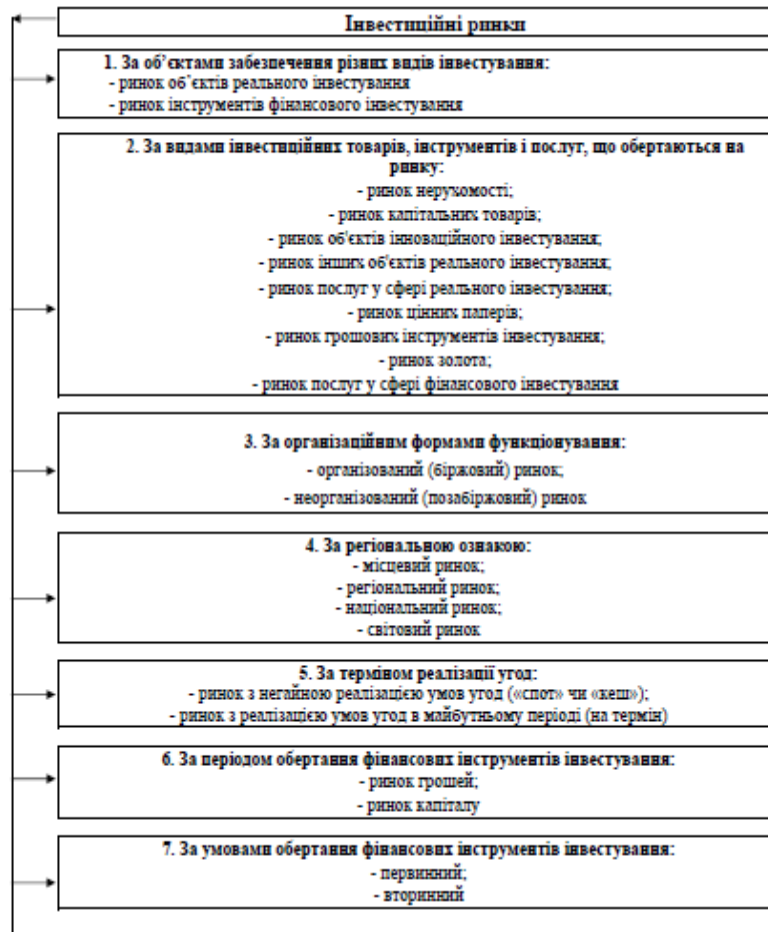 Інвестиційні ринки
1. За об’єктами забезпечення різних видів інвестування:
- ринок об’єктів реального інвестування
- ринок інструментів фінансового інвестування
2. За видами інвестиційних товарів, інструментів і послуг, що обертаються на
ринку:
- ринок нерухомості;
- ринок капітальних товарів;
- ринок об'єктів інноваційного інвестування;
- ринок інших об'єктів реального інвестування;
- ринок послуг у сфері реального інвестування;
- ринок цінних паперів;
- ринок грошових інструментів інвестування;
- ринок золота;
- ринок послуг у сфері фінансового інвестування
3. За організаційним формами функціонування:
- організований (біржовий) ринок;
- неорганізований (позабіржовий) ринок
4. За регіональною ознакою:
- місцевий ринок;
- регіональний ринок;
- національний ринок;
- світовий ринок
5. За терміном реалізації угод:
- ринок з негайною реалізацією умов угод («спот» чи «кеш»);
- ринок з реалізацією умов угод в майбутньому періоді (на термін)
6. За періодом обертання фінансових інструментів інвестування:
- ринок грошей;
- ринок капіталу
7. За умовами обертання фінансових інструментів інвестування:
- первинний;
- вторинний